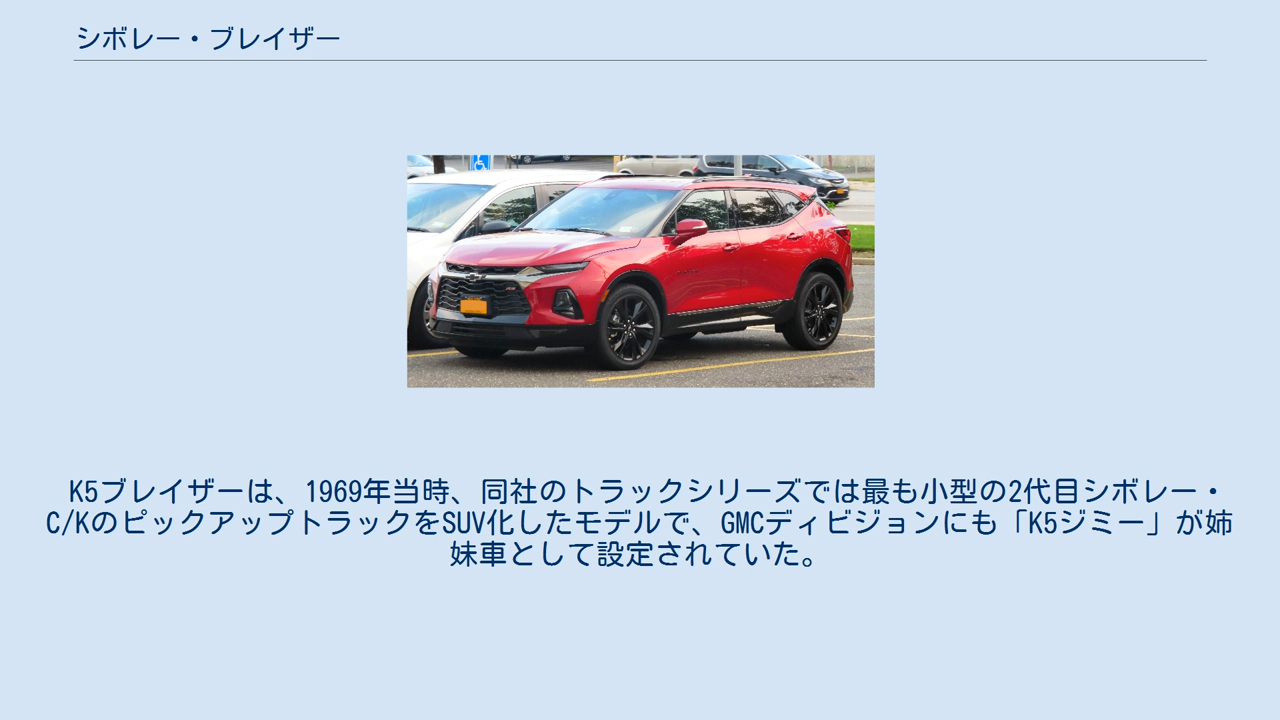 シボレー・ブレイザー
K5ブレイザーは、1969年当時、同社のトラックシリーズでは最も小型の2代目シボレー・
C/KのピックアップトラックをSUV化したモデルで、GMCディビジョンにも「K5ジミー」が姉
妹車として設定されていた。